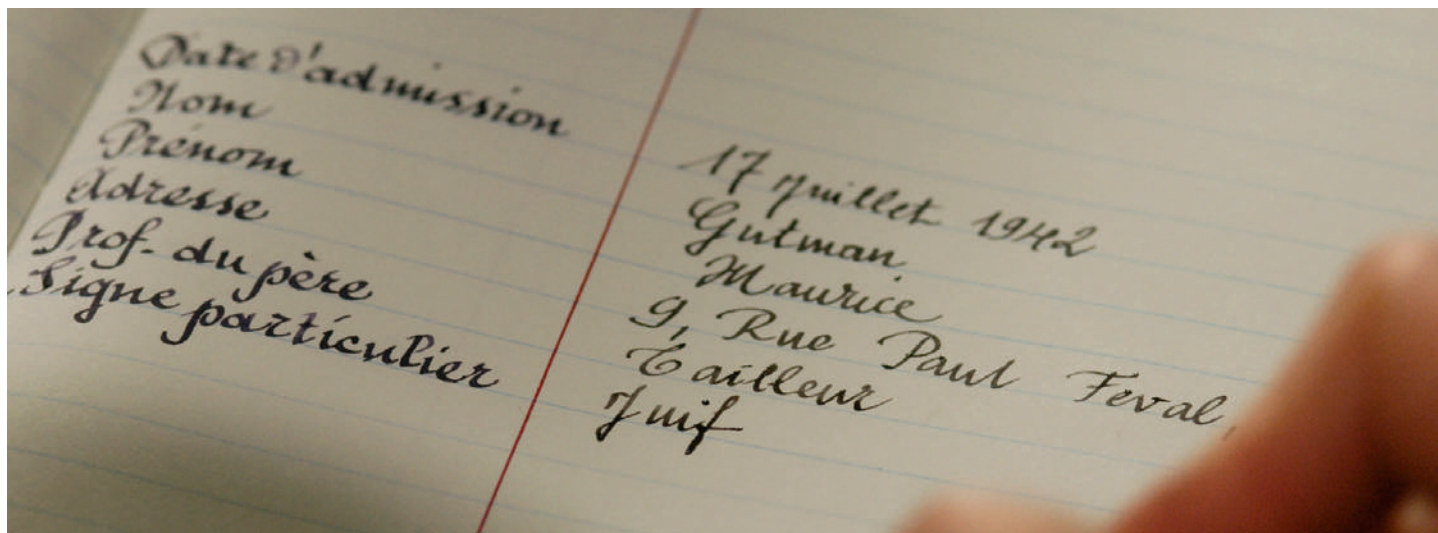 Date d'admission
Nom
Prénom
Adresse
Prof. du père
Signe particulier
17 Juillet 1942
Gutman
Maurice
9, Rue Paul Feval,
Tailleur
Juif